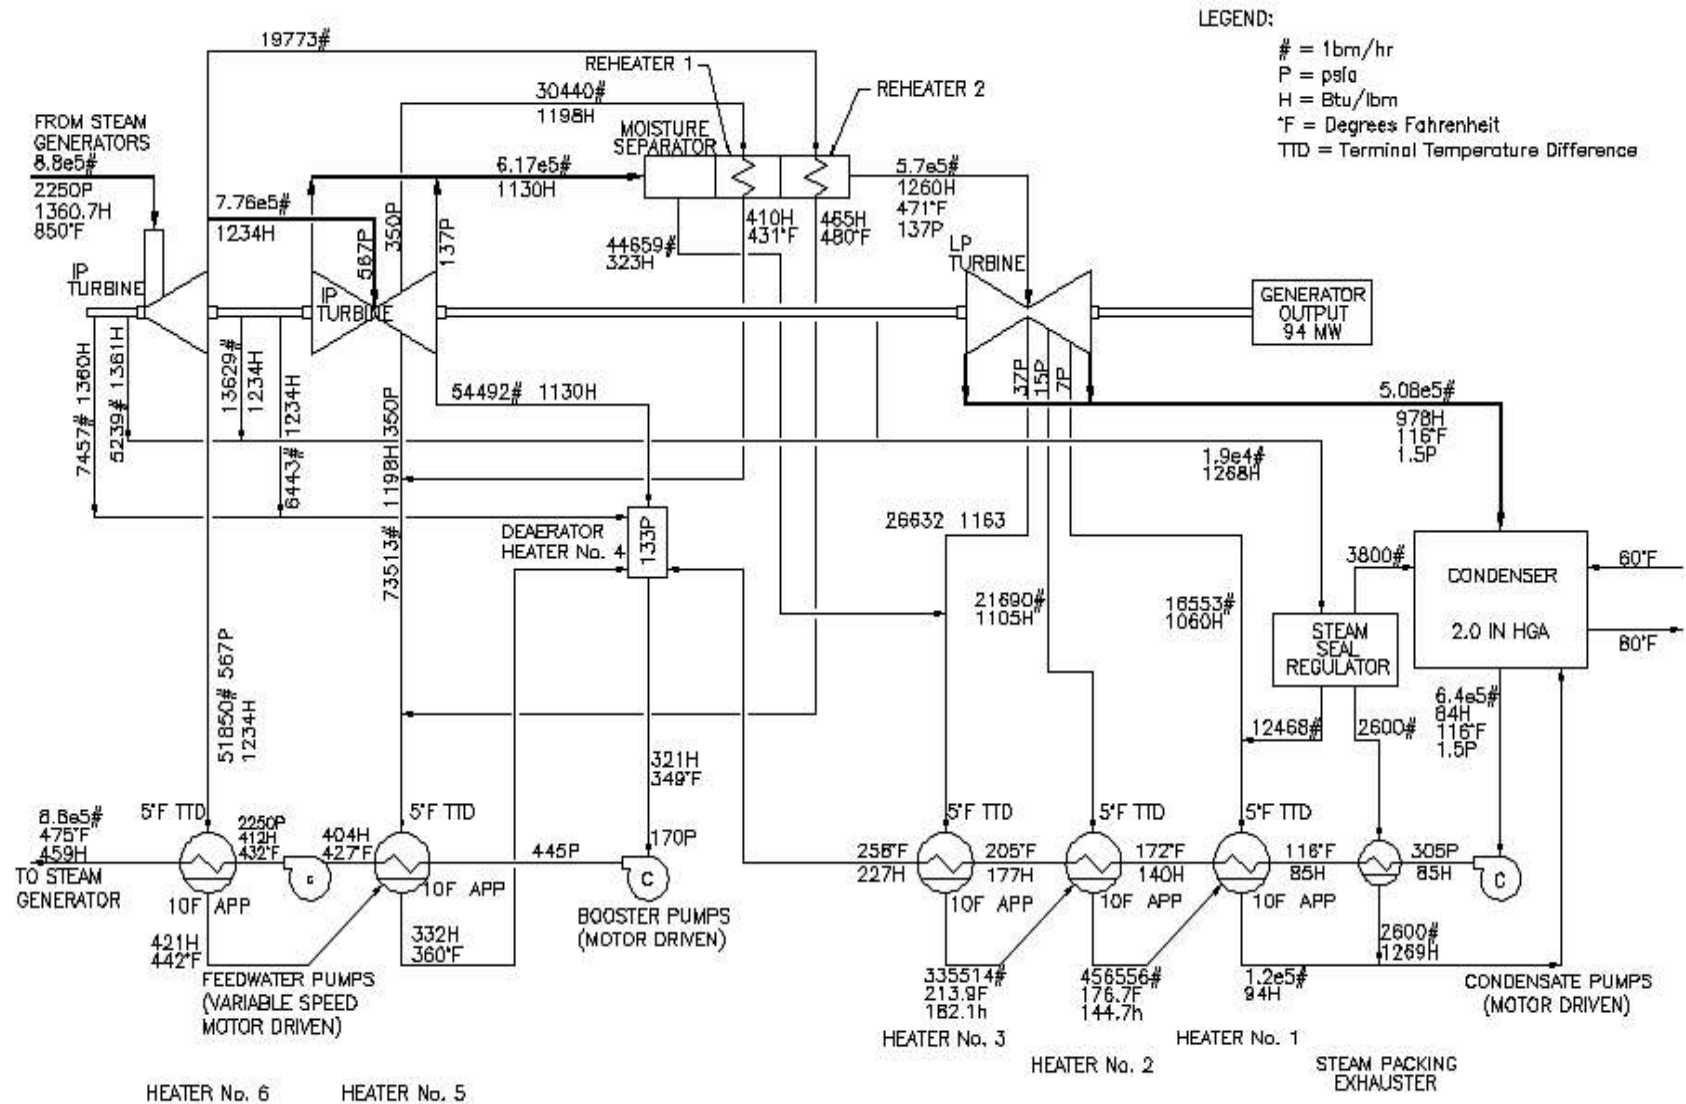 LEGEND:
# = 1bm/hr
P = psia
H = Btu/lbm
°F = Degrees Fahrenheit
TTD = Terminal Temperature Difference
19773#
REHEATER 1
REHEATER 2
30440#
1198H
FROM STEAM
GENERATORS
8.8e5#
2250P
1360.7H
850°F
MOISTURE
SEPARATOR
6.17e5#
1130H
5.7e5#
1260H
471°F
137P
7.76e5#
1234H
567P
350P
137P
410H
431°F
465H
480°F
44659#
323H
IP
TURBINE
IP
TURBINE
LP
TURBINE
GENERATOR
OUTPUT
94 MW
7457# 1360H
5239# 1361H
13629#
1234H
6443# 1234H
54492# 1130H
73513# 1198H 350P
37P
15P
7P
5.08e5#
978H
116°F
1.5P
1.9e4#
1268H
DEAERATOR
HEATER No. 4
133P
26632 1163
3800#
CONDENSER
2.0 IN HGA
60°F
80°F
21690#
1105H
16553#
1060H
STEAM
SEAL
REGULATOR
51850# 567P
1234H
12468#
2600#
6.4e5#
84H
116°F
1.5P
321H
349°F
5°F TTD
5°F TTD
5°F TTD
5°F TTD
5°F TTD
8.8e5#
475°F
459H
TO STEAM
GENERATOR
2250P
412H
432°F
404H
427°F
445P
170P
C
258°F
227H
205°F
177H
172°F
140H
116°F
85H
305P
85H
C
10F APP
10F APP
10F APP
10F APP
10F APP
BOOSTER PUMPS
(MOTOR DRIVEN)
421H
442°F
332H
360°F
FEEDWATER PUMPS
(VARIABLE SPEED
MOTOR DRIVEN)
335514#
213.9F
182.1h
456556#
176.7F
144.7h
1.2e5#
94H
2600#
1269H
CONDENSATE PUMPS
(MOTOR DRIVEN)
HEATER No. 3
HEATER No. 2
HEATER No. 1
STEAM PACKING
EXHAUSTER
HEATER No. 6
HEATER No. 5